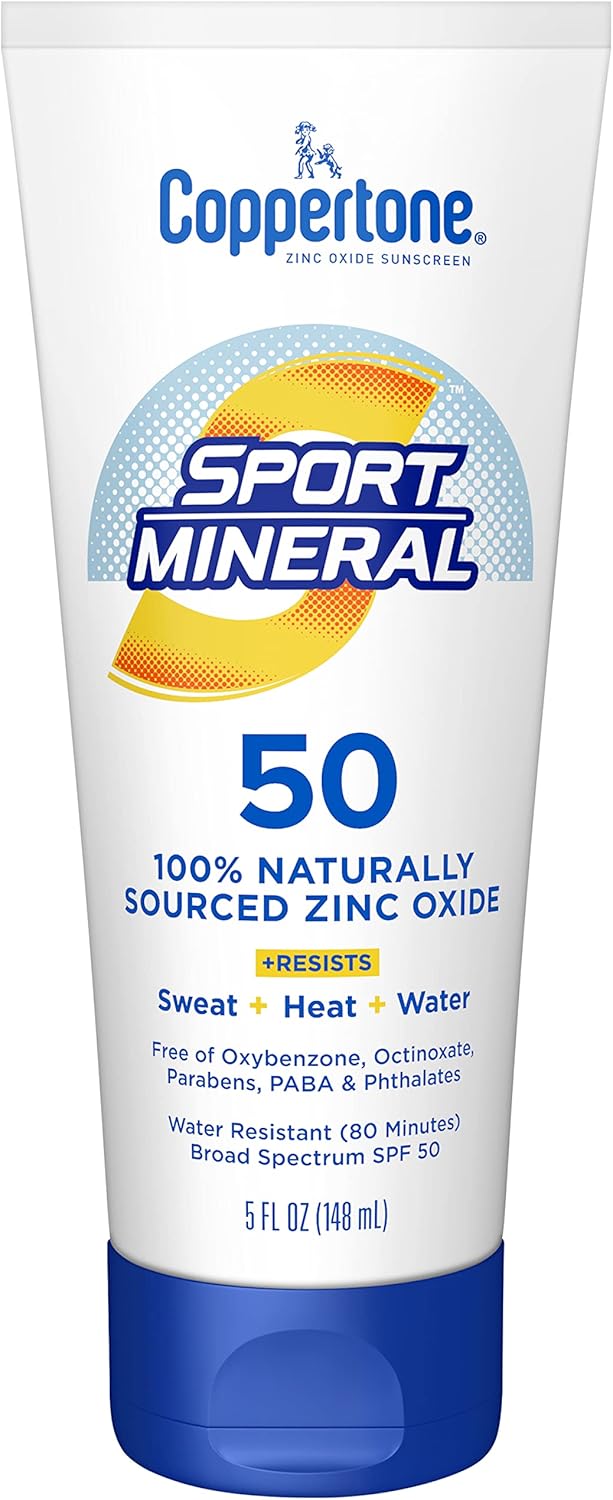 Coppertone®
ZINC OXIDE SUNSCREEN
™
SPORT
MINERAL
50
100% NATURALLY
SOURCED ZINC OXIDE
+RESISTS
Sweat + Heat + Water
Free of Oxybenzone, Octinoxate,
Parabens, PABA & Phthalates
Water Resistant (80 Minutes)
Broad Spectrum SPF 50
5 FL OZ (148 mL)